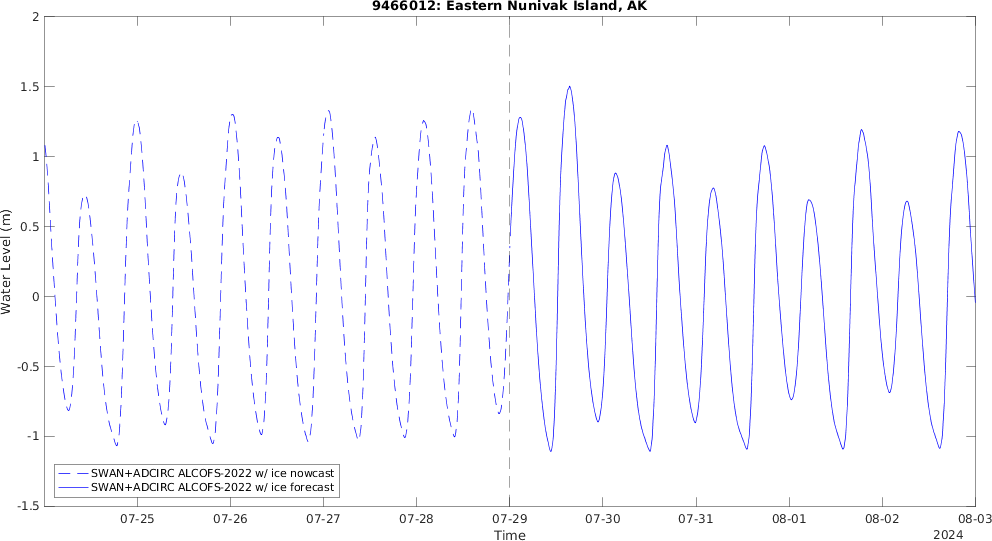 9466012: Eastern Nunivak Island, AK
2
1.5
1
0.5
0
-0.5
-1
-1.5
Water Level (m)
SWAN+ADCIRC ALCOFS-2022 w/ ice nowcast
SWAN+ADCIRC ALCOFS-2022 w/ ice forecast
07-25 07-26 07-27 07-28 07-29 07-30 07-31 08-01 08-02 08-03
Time
2024